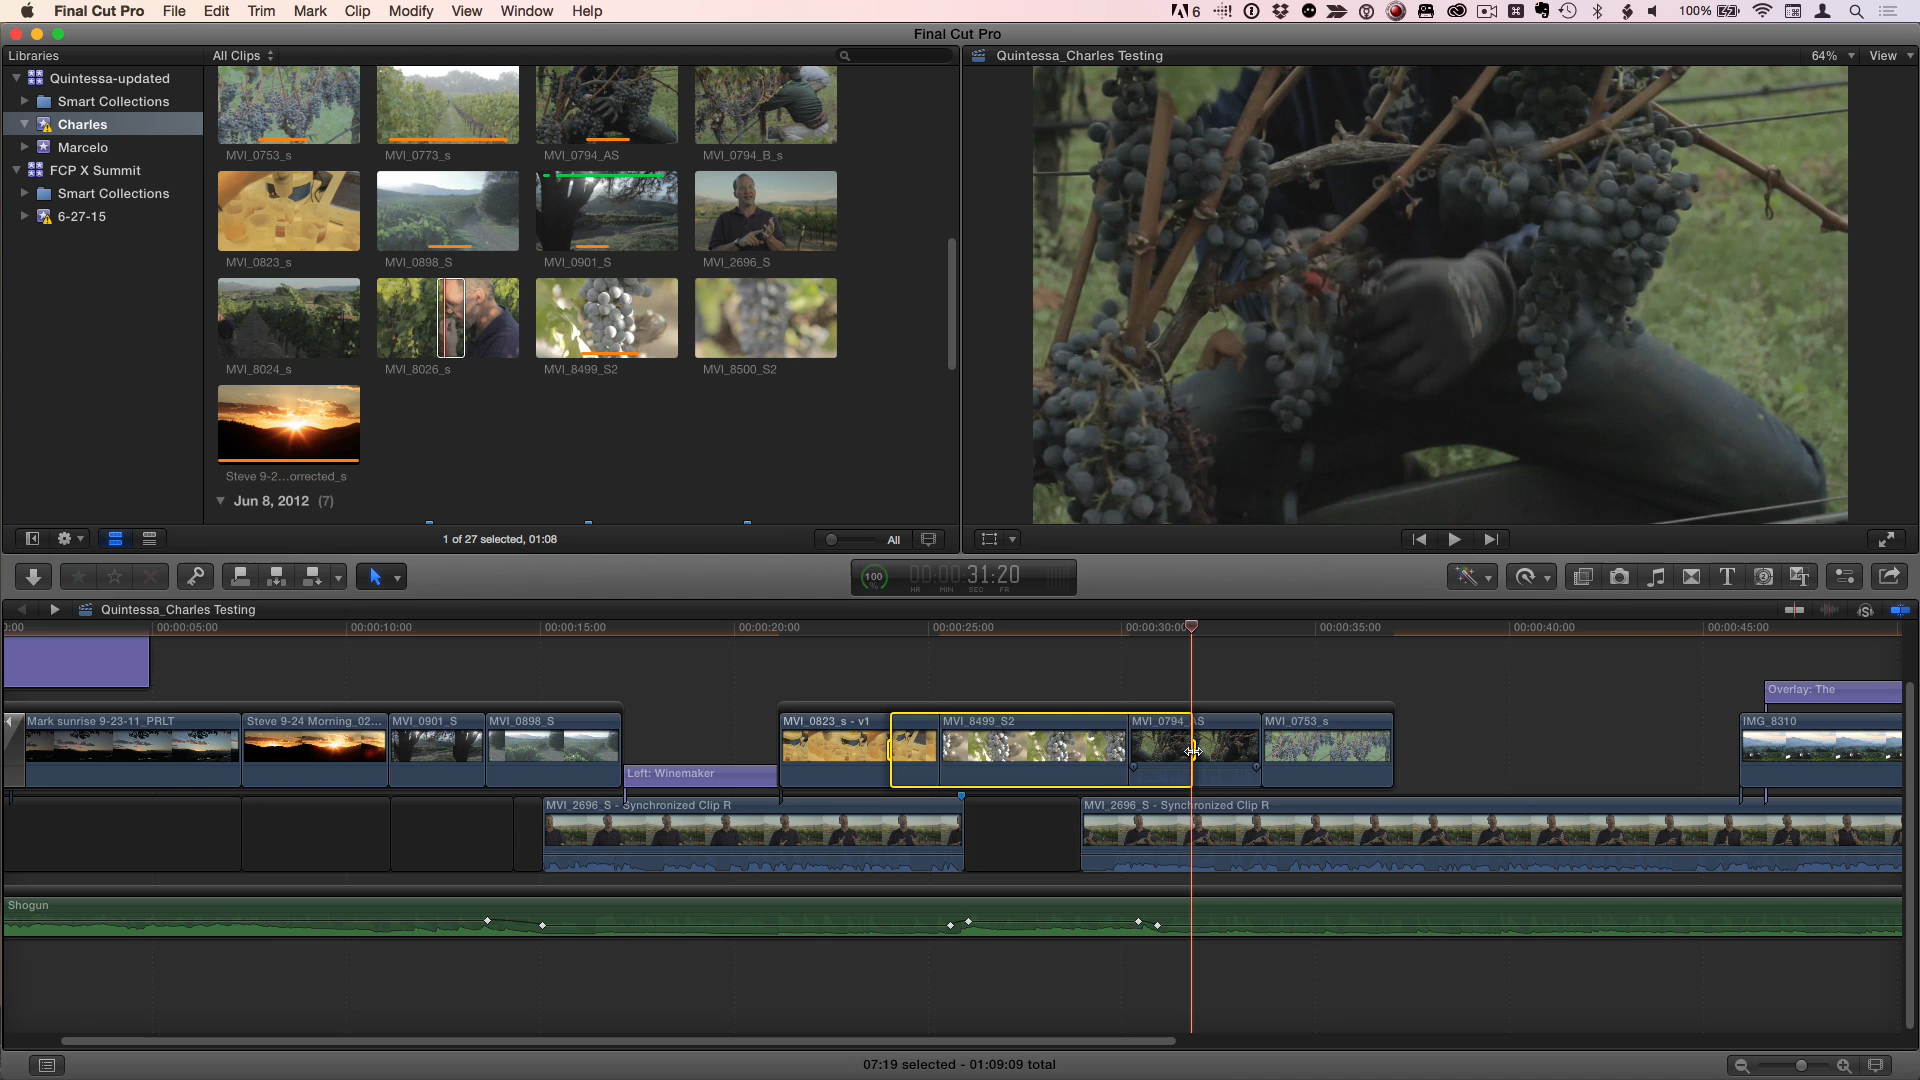 Final Cut Pro File Edit Trim Mark Clip Modify View Window Help 6 100%
Final Cut Pro
Libraries
All Clips
Quintessa_Charles Testing
64%
View
Quintessa-updated
Smart Collections
Charles
Marcelo
FCP X Summit
Smart Collections
6-27-15
MVI_0753_s
MVI_0773_s
MVI_0794_AS
MVI_0794_B_s
MVI_0823_s
MVI_0898_S
MVI_0901_S
MVI_2696_S
MVI_8024_s
MVI_8026_s
MVI_8499_S2
MVI_8500_S2
Steve 9-2...orrected_s
Jun 8, 2012 (7)
1 of 27 selected, 01:08
All
100
%
00:00:31:20
HR MIN SEC FR
Quintessa_Charles Testing
0:00
00:00:05:00
00:00:10:00
00:00:15:00
00:00:20:00
00:00:25:00
00:00:30:00
00:00:35:00
00:00:40:00
00:00:45:00
Overlay: The
Mark sunrise 9-23-11_PRLT
Steve 9-24 Morning_02...
MVI_0901_S
MVI_0898_S
MVI_0823_s - v1
MVI_8499_S2
MVI_0794_AS
MVI_0753_s
IMG_8310
Left: Winemaker
MVI_2696_S - Synchronized Clip R
MVI_2696_S - Synchronized Clip R
Shogun
07:19 selected - 01:09:09 total